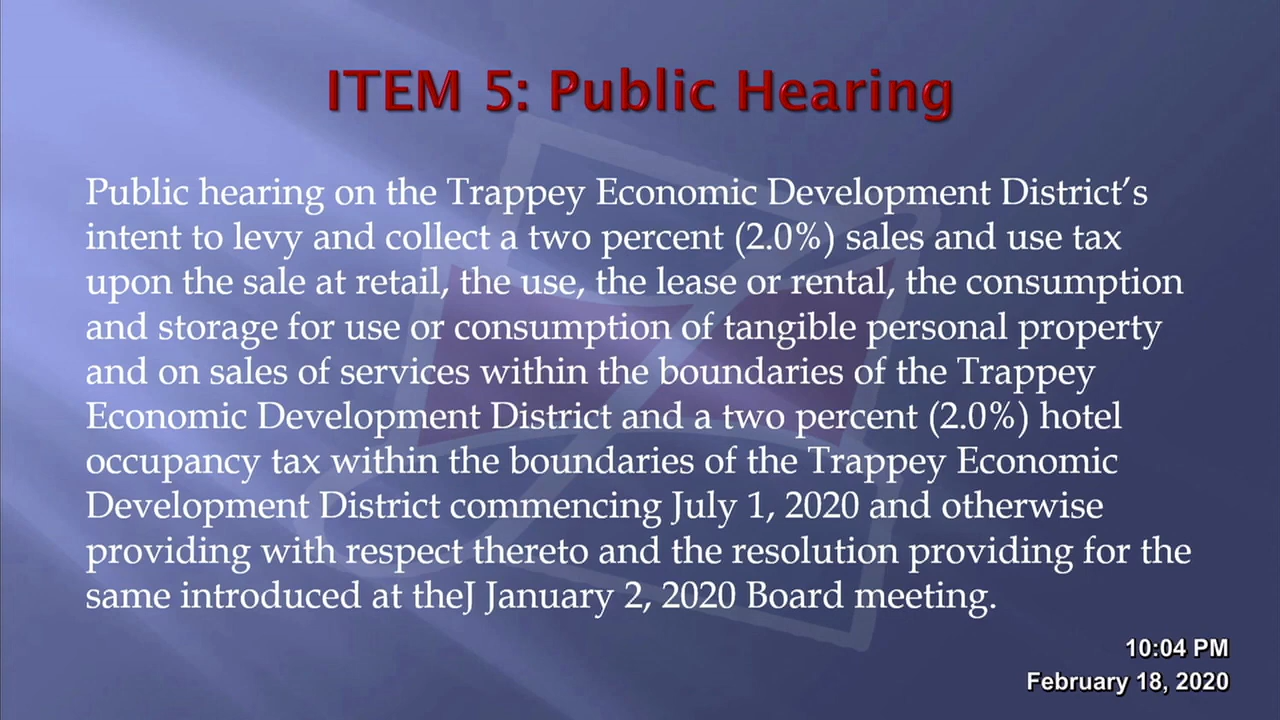 ITEM 5: Public Hearing
Public hearing on the Trappey Economic Development District’s
intent to levy and collect a two percent (2.0%) sales and use tax
upon the sale at retail, the use, the lease or rental, the consumption
and storage for use or consumption of tangible personal property
and on sales of services within the boundaries of the Trappey
Economic Development District and a two percent (2.0%) hotel
occupancy tax within the boundaries of the Trappey Economic
Development District commencing July 1, 2020 and otherwise
providing with respect thereto and the resolution providing for the
same introduced at theJ January 2, 2020 Board meeting.
10:04 PM
February 18, 2020